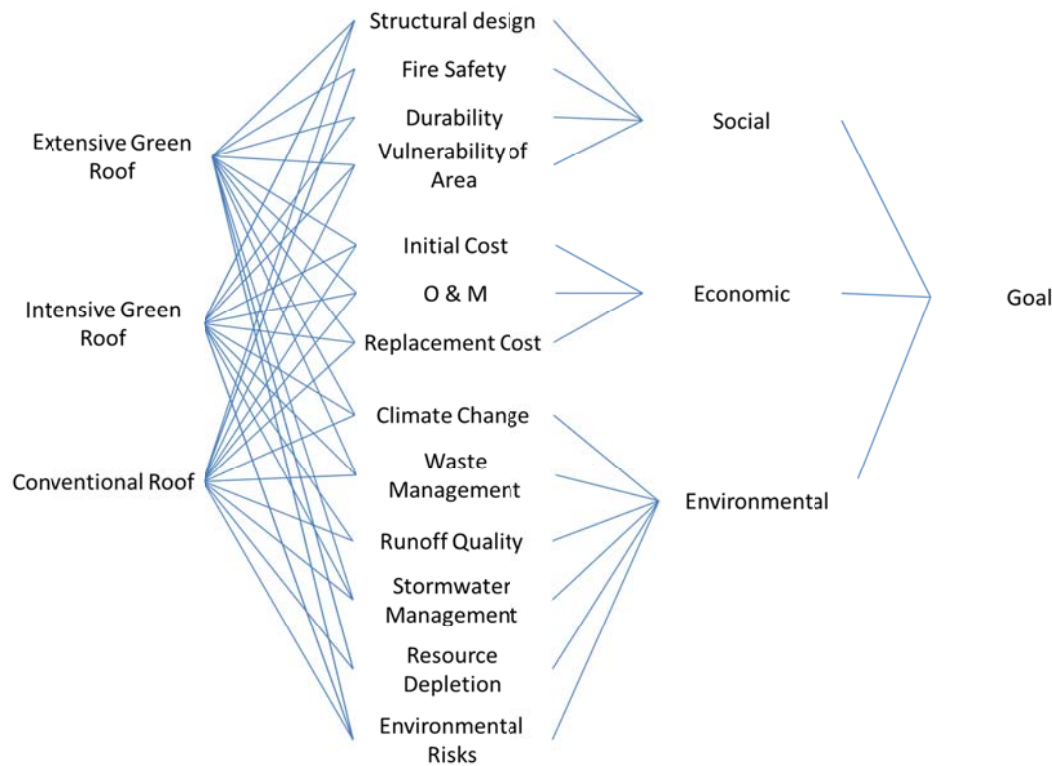 Extensive Green
Roof
Intensive Green
Roof
Conventional Roof
Structural design
Fire Safety
Durability
Vulnerability of
Area
Initial Cost
O & M
Replacement Cost
Climate Change
Waste
Management
Runoff Quality
Stormwater
Management
Resource
Depletion
Environmental
Risks
Social
Economic
Environmental
Goal